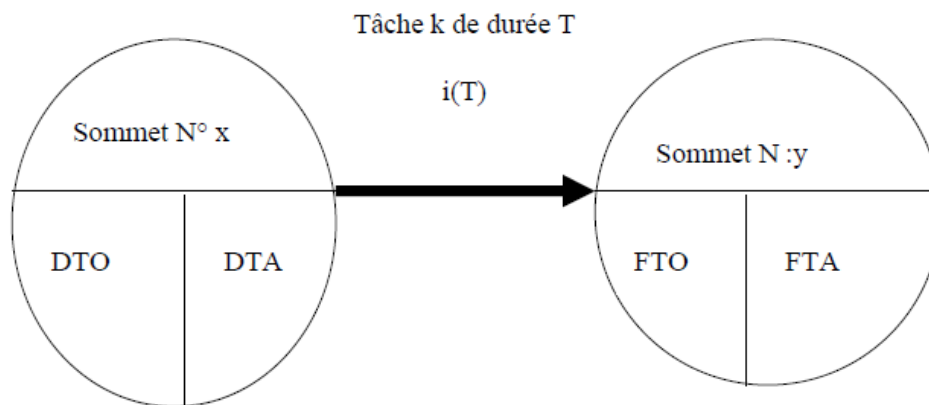 Tâche k de durée T
i(T)
Sommet N° x
Sommet N :y
DTO
DTA
FTO
FTA